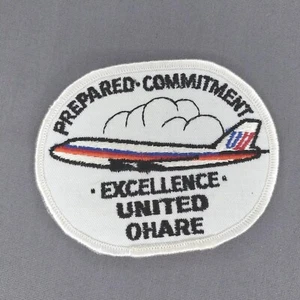 PREPARED · COMMITMENT
· EXCELLENCE ·
UNITED
OHARE